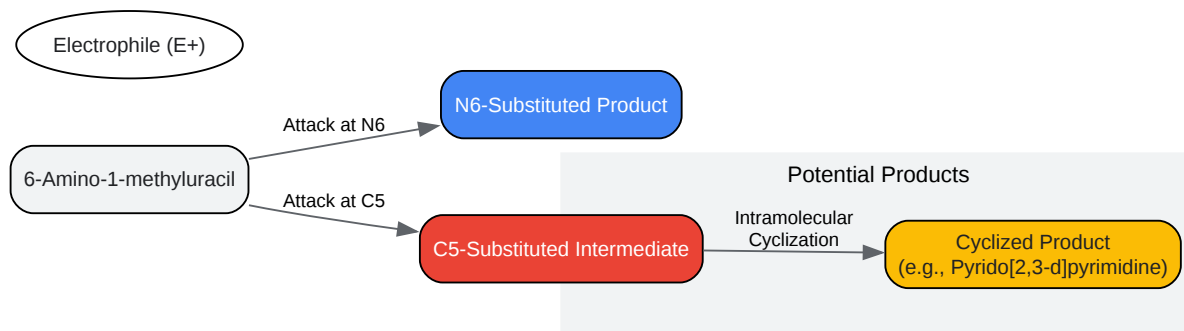 Electrophile (E+)
N6-Substituted Product
Attack at N6
6-Amino-1-methyluracil
Attack at C5
Potential Products
C5-Substituted Intermediate
Intramolecular
Cyclization
Cyclized Product
(e.g., Pyrido[2,3-d]pyrimidine)